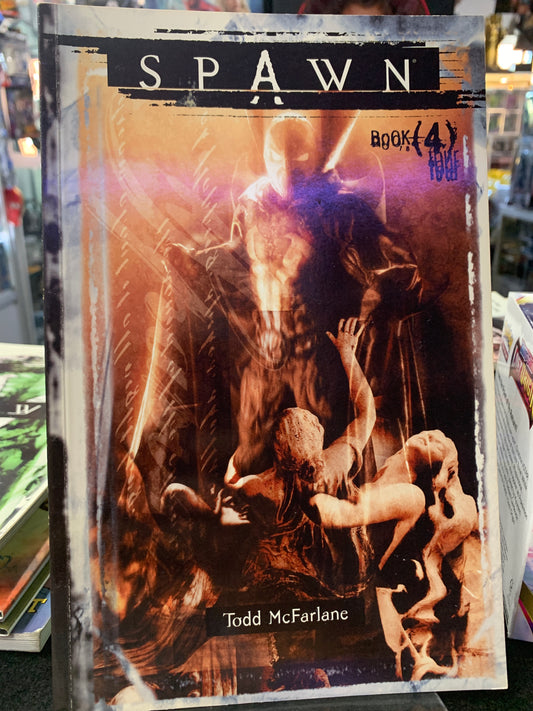 SPAWN
BOOK (4)
FOUR
Todd McFarlane